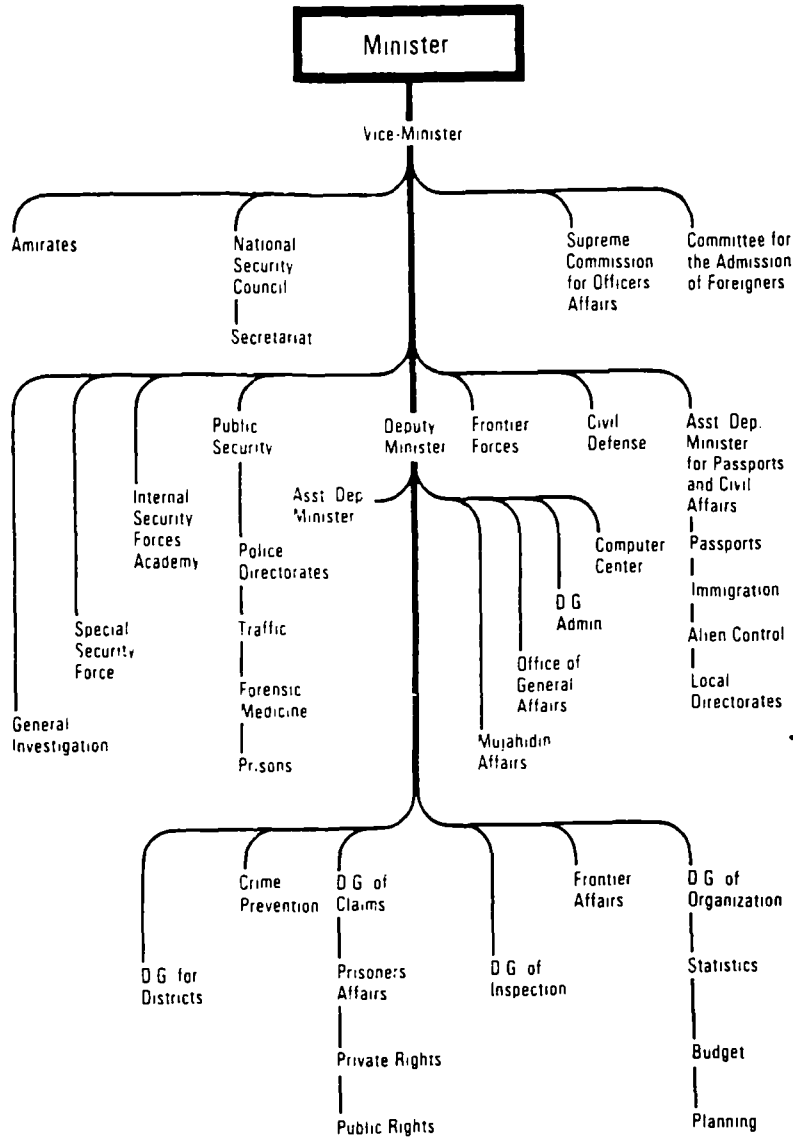 Minister
Vice-Minister
Amirates
National
Security
Council
Secretariat
Supreme
Commission
for Officers
Affairs
Committee for
the Admission
of Foreigners
Public
Security
Deputy
Minister
Frontier
Forces
Civil
Defense
Asst. Dep.
Minister
for Passports
and Civil
Affairs
Internal
Security
Forces
Academy
Asst Dep
Minister
Police
Directorates
Computer
Center
Passports
Immigration
D G
Admin
Special
Security
Force
Traffic
Alien Control
Office of
General
Affairs
Local
Directorates
General
Investigation
Forensic
Medicine
Mujahidin
Affairs
Prisons
Crime
Prevention
D G of
Claims
Frontier
Affairs
D G of
Organization
D G for
Districts
Prisoners
Affairs
D G of
Inspection
Statistics
Private Rights
Budget
Public Rights
Planning